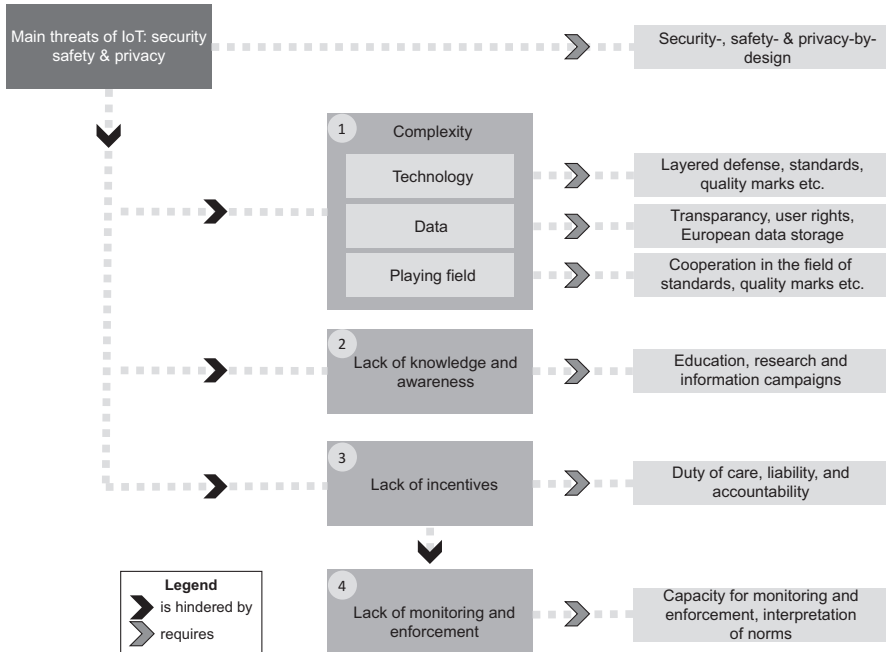 Main threats of IoT: security
safety & privacy
Security-, safety- & privacy-by-
design
1
Complexity
Technology
Layered defense, standards,
quality marks etc.
Data
Transparancy, user rights,
European data storage
Playing field
Cooperation in the field of
standards, quality marks etc.
2
Lack of knowledge and
awareness
Education, research and
information campaigns
3
Lack of incentives
Duty of care, liability, and
accountability
4
Lack of monitoring and
enforcement
Capacity for monitoring and
enforcement, interpretation
of norms
Legend
is hindered by
requires